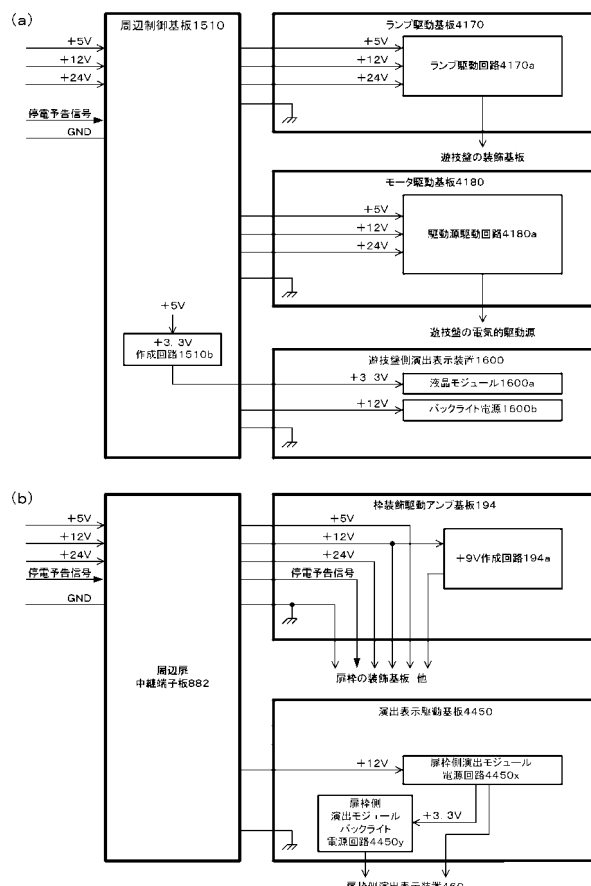 (a)
周辺制御基板1510
+5V
+12V
+24V
停電予告信号
GND
+5V
+3.3V
作成回路1510b
ランプ駆動基板4170
+5V
+12V
+24V
ランプ駆動回路4170a
遊技盤の装飾基板
モータ駆動基板4180
+5V
+12V
+24V
駆動源駆動回路4180a
遊技盤の電気的駆動源
遊技盤側演出表示装置1600
+3.3V
液晶モジュール1600a
+12V
バックライト電源1600b
(b)
+5V
+12V
+24V
停電予告信号
GND
周辺扉
中継端子板882
枠装飾駆動アンプ基板194
+5V
+12V
+24V
停電予告信号
+9V作成回路194a
扉枠の装飾基板 他
演出表示駆動基板4450
+12V
扉枠側演出モジュール
電源回路4450x
+3.3V
扉枠側
演出モジュール
バックライト
電源回路4450y
扉枠側演出表示装置460